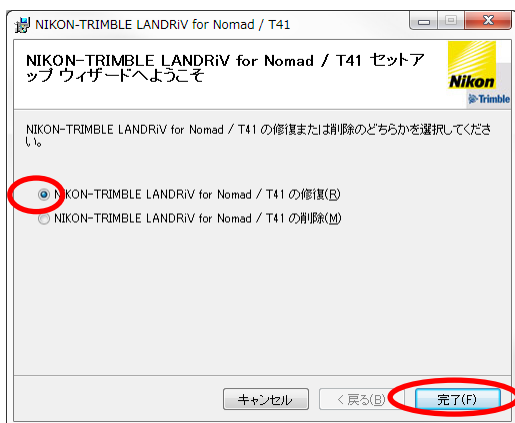 NIKON-TRIMBLE LANDRiV for Nomad / T41
NIKON-TRIMBLE LANDRiV for Nomad / T41 セットア
ップ ウィザードへようこそ
Nikon
Trimble
NIKON-TRIMBLE LANDRiV for Nomad / T41 の修復または削除のどちらかを選択してくださ
い。
NIKON-TRIMBLE LANDRiV for Nomad / T41 の修復(R)
NIKON-TRIMBLE LANDRiV for Nomad / T41 の削除(M)
キャンセル
< 戻る(B)
完了(F)